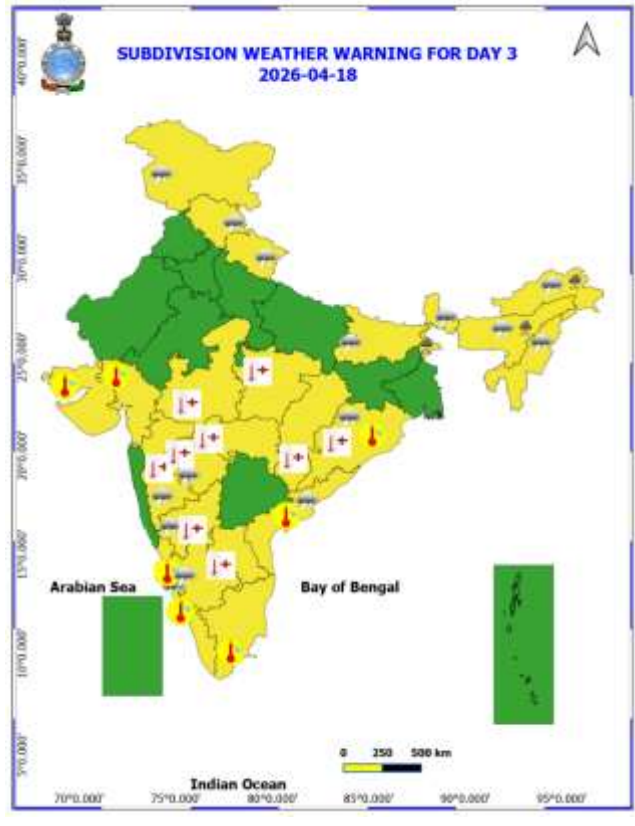 SUBDIVISION WEATHER WARNING FOR DAY 3
2026-04-18
40°0.000'
35°0.000'
30°0.000'
25°0.000'
20°0.000'
15°0.000'
10°0.000'
5°0.000'
Arabian Sea
Bay of Bengal
0 250 500 km
Indian Ocean
70°0.000' 75°0.000' 80°0.000' 85°0.000' 90°0.000' 95°0.000'